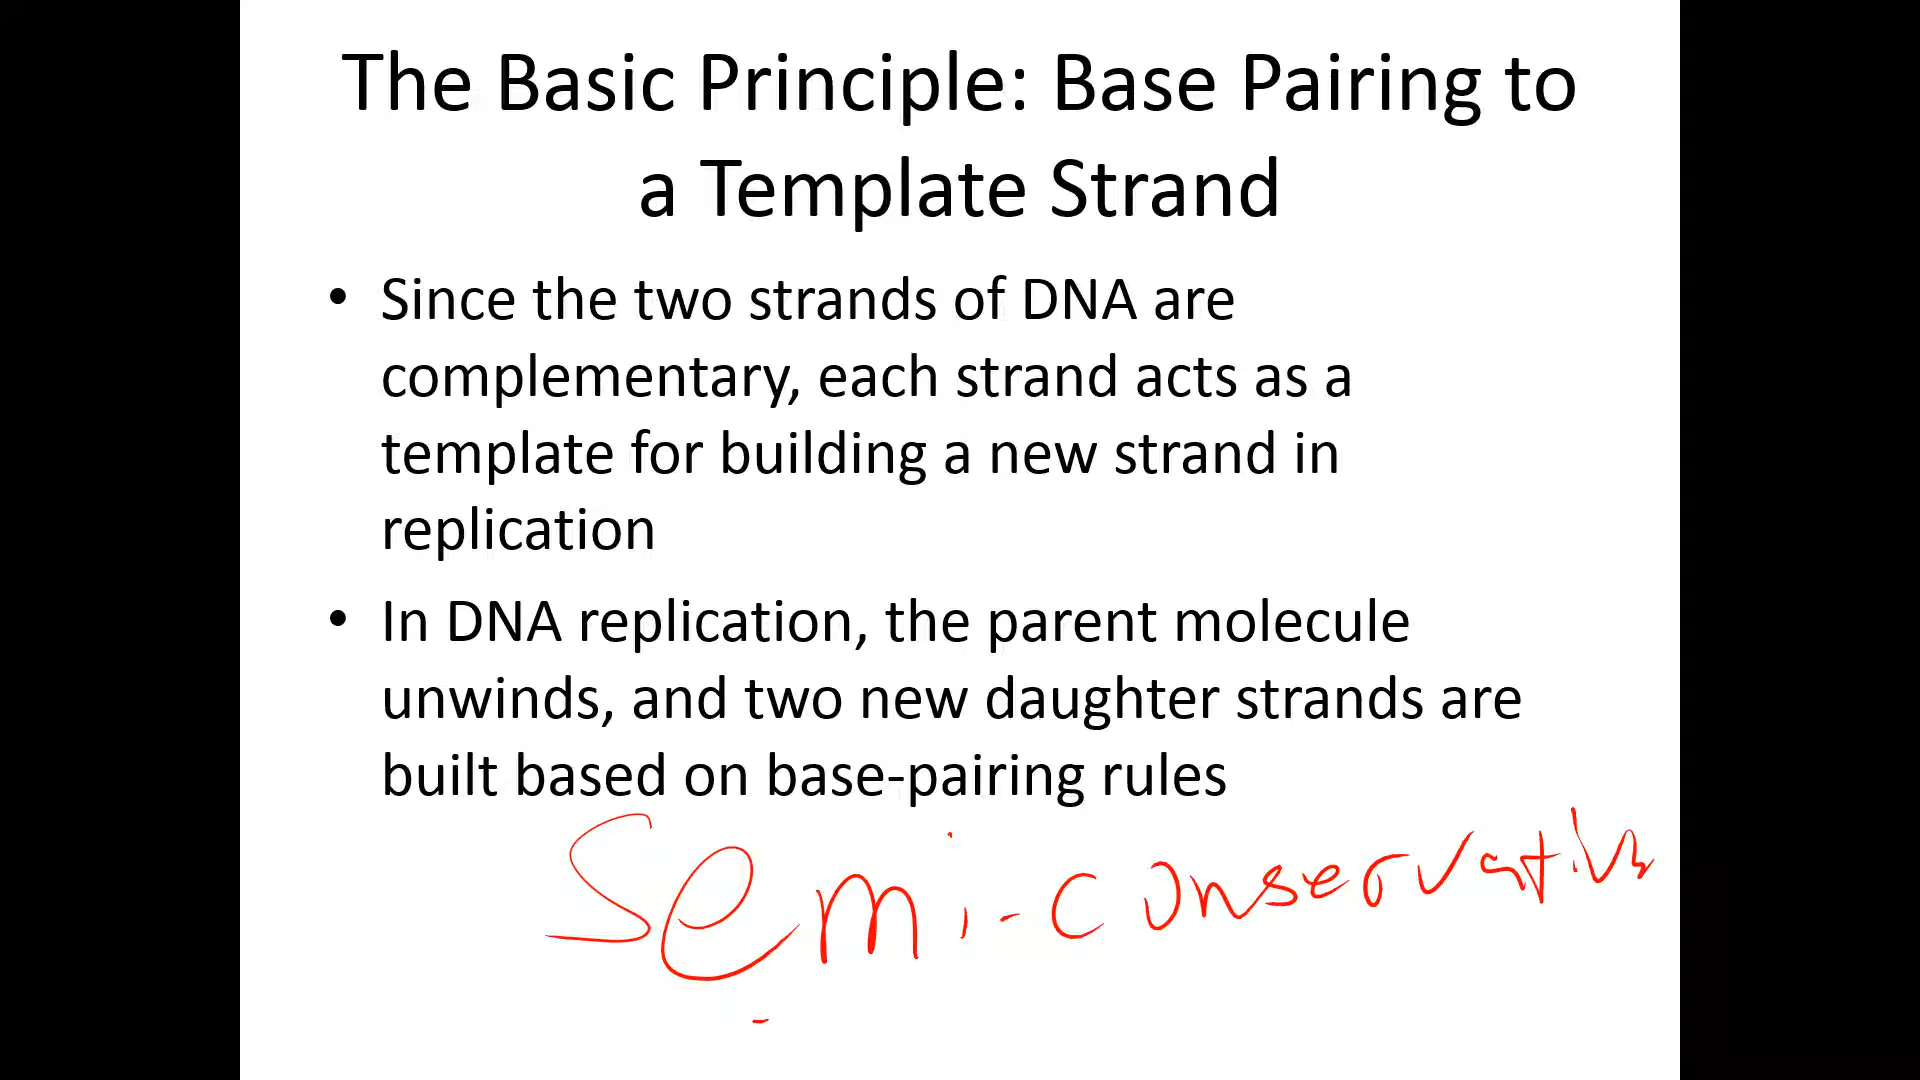 The Basic Principle: Base Pairing to
a Template Strand
• Since the two strands of DNA are
complementary, each strand acts as a
template for building a new strand in
replication
• In DNA replication, the parent molecule
unwinds, and two new daughter strands are
built based on base-pairing rules
Semi-conservative